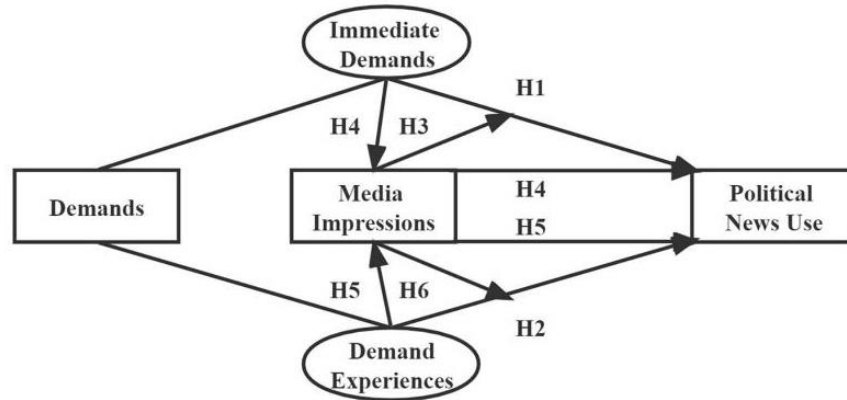 Immediate
Demands
H1
H4
H3
Demands
Media
Impressions
H4
H5
Political
News Use
H5
H6
H2
Demand
Experiences